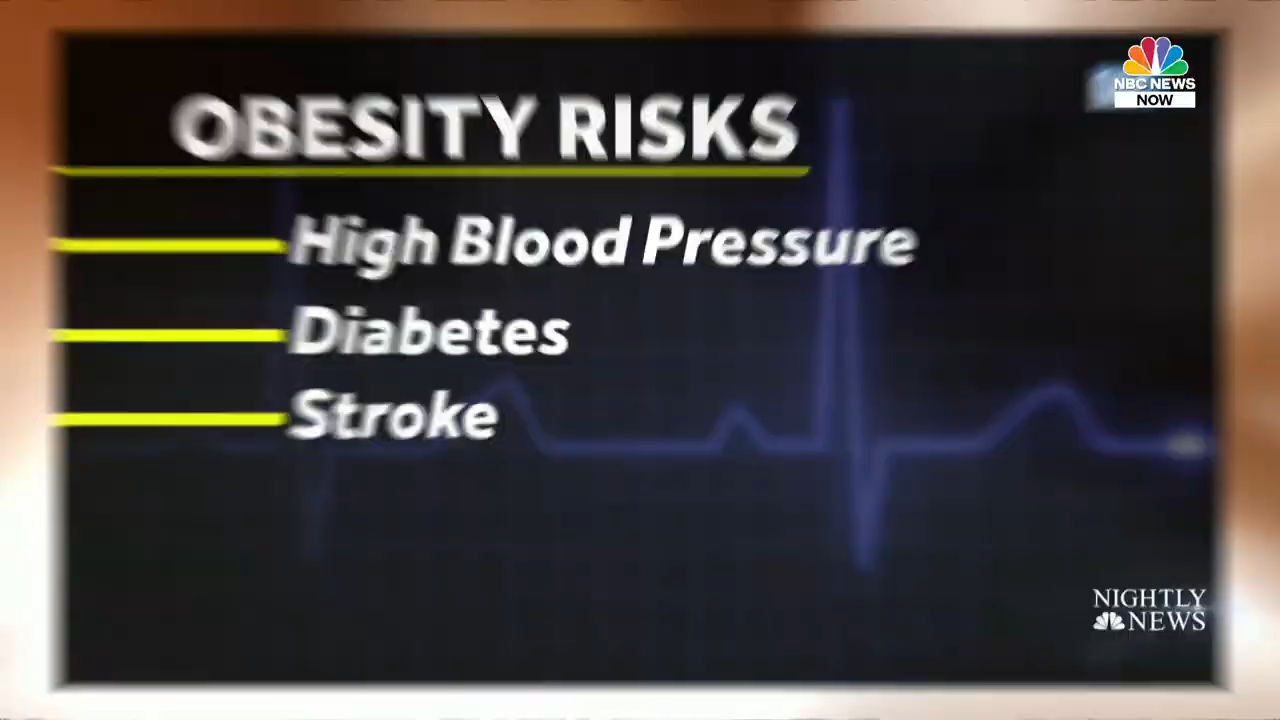 NBC NEWS
NOW
OBESITY RISKS
High Blood Pressure
Diabetes
Stroke
NIGHTLY
NEWS